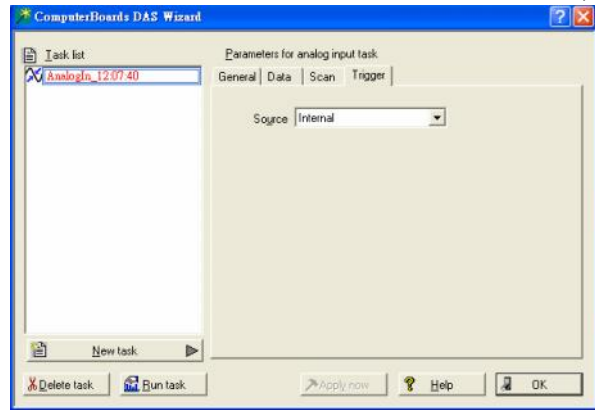 ComputerBoards DAS Wizard
Task list
AnalogIn_12:07:40
New task
Parameters for analog input task
General Data Scan Trigger
Source Internal
Delete task Run task Apply now Help OK